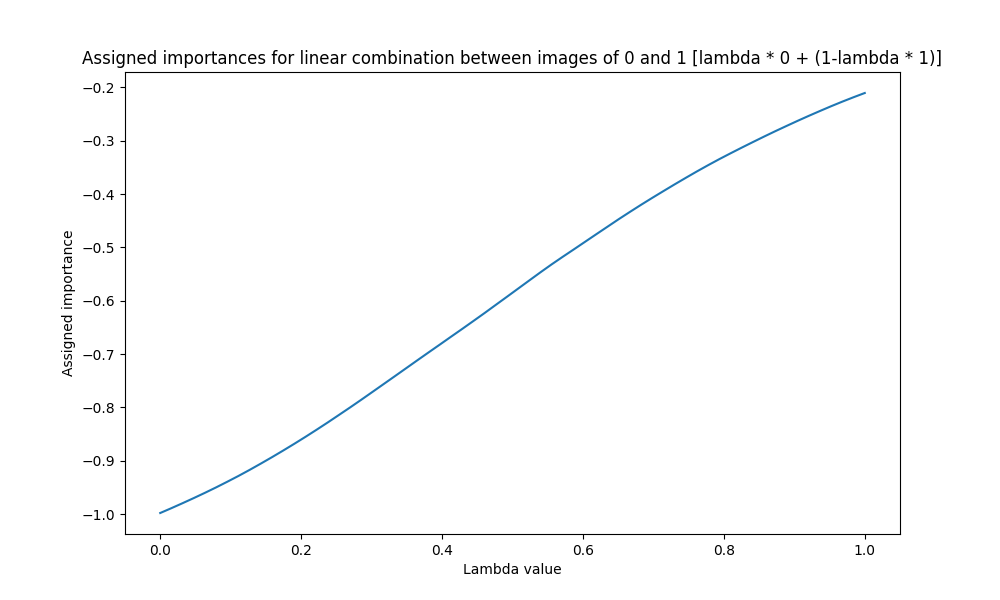 Assigned importances for linear combination between images of 0 and 1 [lambda * 0 + (1-lambda * 1)]
−0.2
−0.3
−0.4
−0.5
−0.6
−0.7
−0.8
−0.9
−1.0
Assigned importance
0.0 0.2 0.4 0.6 0.8 1.0
Lambda value